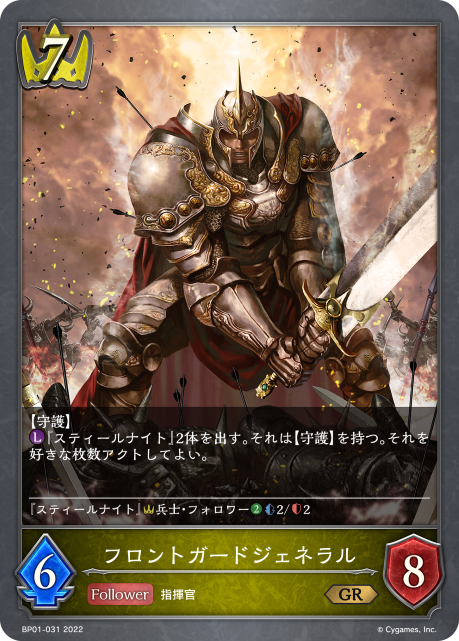 7
【守護】
L『スティールナイト』2体を出す。それは【守護】を持つ。それを
好きな枚数アクトしてよい。
『スティールナイト』兵士・フォロワー2 2/2
フロントガードジェネラル
6
Follower 指揮官
GR
8
BP01-031 2022
© Cygames, Inc.